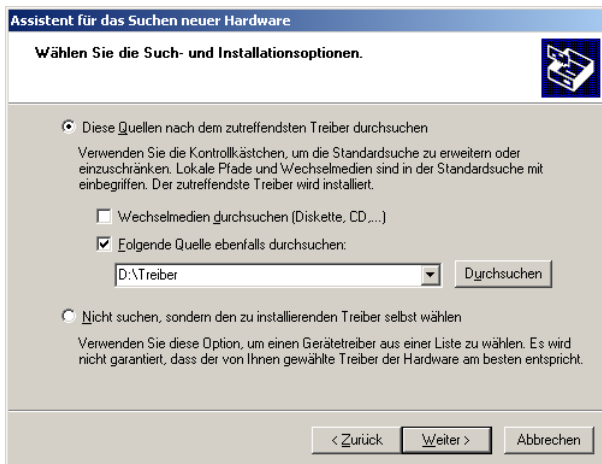 Assistent für das Suchen neuer Hardware
Wählen Sie die Such- und Installationsoptionen.
Diese Quellen nach dem zutreffendsten Treiber durchsuchen
Verwenden Sie die Kontrollkästchen, um die Standardsuche zu erweitern oder
einzuschränken. Lokale Pfade und Wechselmedien sind in der Standardsuche mit
einbegriffen. Der zutreffendste Treiber wird installiert.
Wechselmedien durchsuchen (Diskette, CD,...)
Folgende Quelle ebenfalls durchsuchen:
D:\Treiber
Durchsuchen
Nicht suchen, sondern den zu installierenden Treiber selbst wählen
Verwenden Sie diese Option, um einen Gerätetreiber aus einer Liste zu wählen. Es wird
nicht garantiert, dass der von Ihnen gewählte Treiber der Hardware am besten entspricht.
< Zurück
Weiter >
Abbrechen